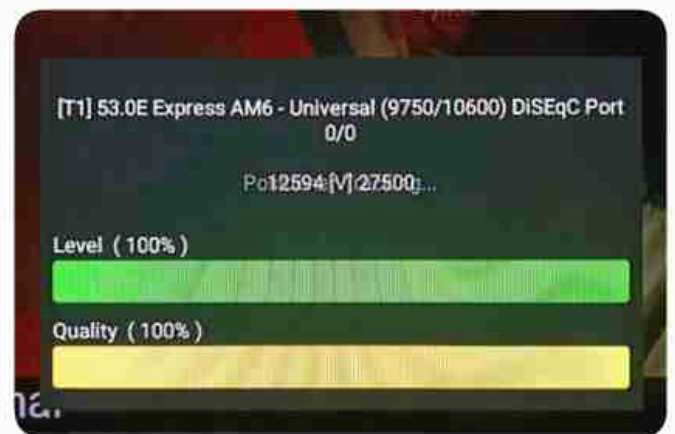 [T1] 53.0E Express AM6 - Universal (9750/10600) DiSEqC Port
0/0
12594 [V] 27500
Level (100%)
Quality (100%)